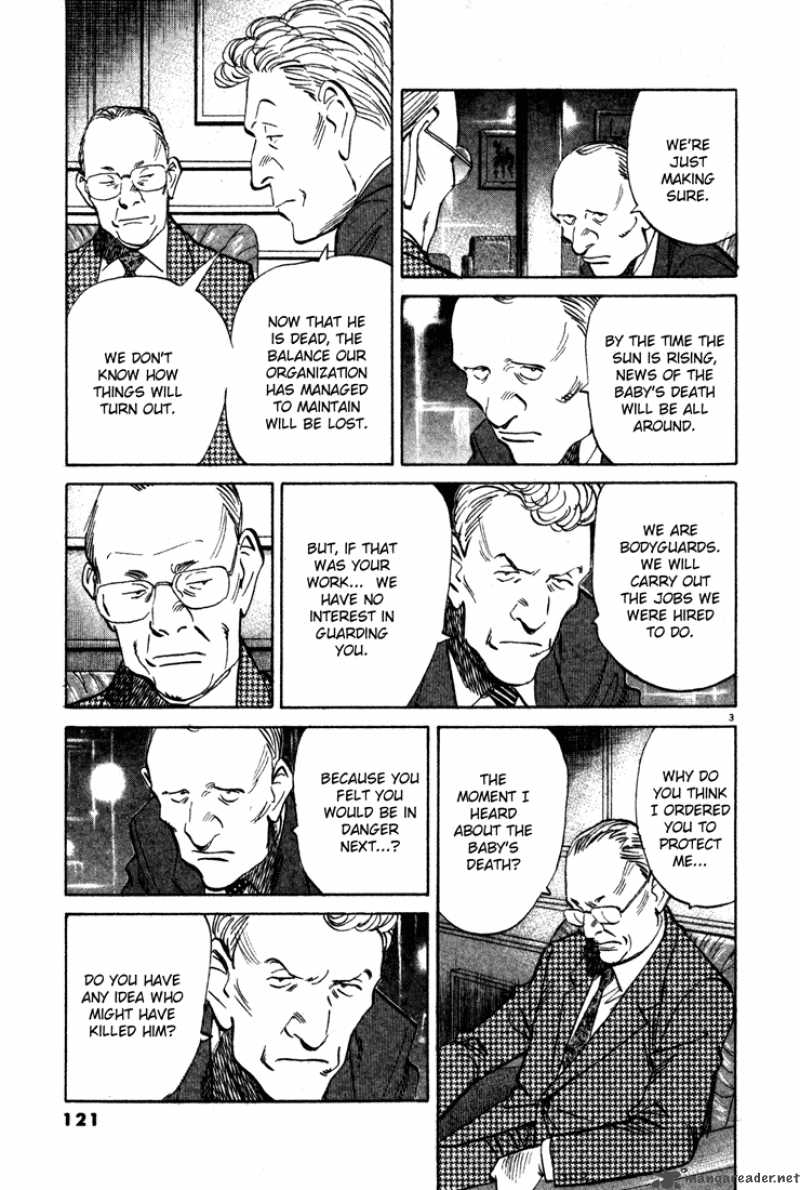 WE'RE
JUST
MAKING
SURE.
BY THE TIME THE
SUN IS RISING,
NEWS OF THE
BABY'S DEATH
WILL BE ALL
AROUND.
NOW THAT HE
IS DEAD, THE
BALANCE OUR
ORGANIZATION
HAS MANAGED
TO MAINTAIN
WILL BE LOST.
WE DON'T
KNOW HOW
THINGS WILL
TURN OUT.
WE ARE
BODYGUARDS.
WE WILL
CARRY OUT
THE JOBS WE
WERE HIRED
TO DO.
BUT, IF THAT
WAS YOUR
WORK... WE
HAVE NO
INTEREST IN
GUARDING
YOU.
3
WHY DO
YOU THINK
I ORDERED
YOU TO
PROTECT
ME...
THE
MOMENT I
HEARD
ABOUT THE
BABY'S
DEATH?
BECAUSE YOU
FELT YOU
WOULD BE IN
DANGER
NEXT...?
DO YOU HAVE
ANY IDEA WHO
MIGHT HAVE
KILLED HIM?
121
mangareader.net